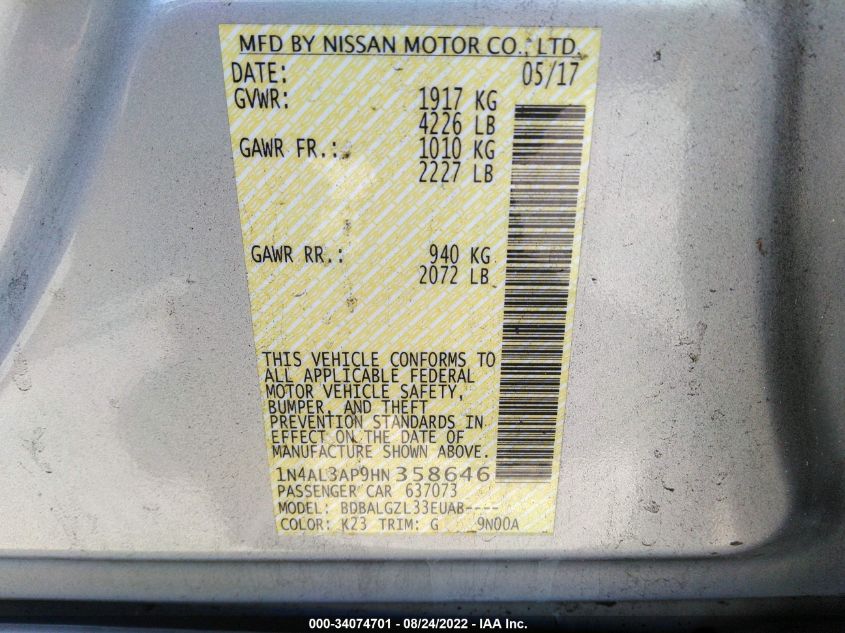 MFD BY NISSAN MOTOR CO., LTD.
DATE: 05/17
GVWR: 1917 KG
4226 LB
GAWR FR.: 1010 KG
2227 LB
GAWR RR.: 940 KG
2072 LB
THIS VEHICLE CONFORMS TO
ALL APPLICABLE FEDERAL
MOTOR VEHICLE SAFETY,
BUMPER, AND THEFT
PREVENTION STANDARDS IN
EFFECT ON THE DATE OF
MANUFACTURE SHOWN ABOVE.
1N4AL3AP9HN358646
PASSENGER CAR 637073
MODEL: BDBALGZL33EUAB----
COLOR: K23 TRIM: G 9N00A
000-34074701 - 08/24/2022 - IAA Inc.